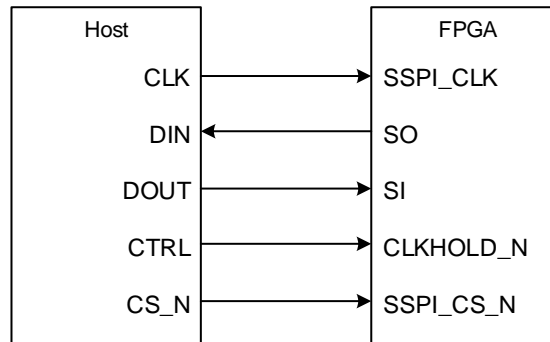 Host FPGA
CLK SSPI_CLK
DIN SO
DOUT SI
CTRL CLKHOLD_N
CS_N SSPI_CS_N